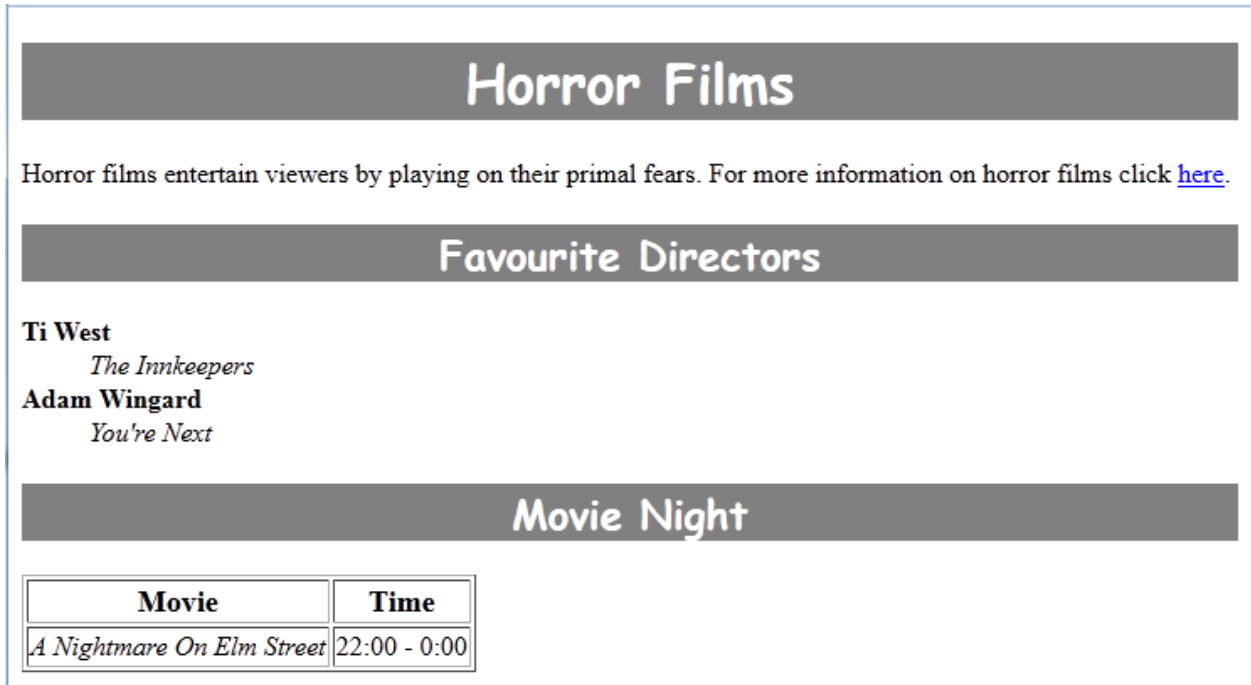 Horror Films
Horror films entertain viewers by playing on their primal fears. For more information on horror films click here.
Favourite Directors
Ti West
The Innkeepers
Adam Wingard
You're Next
Movie Night
Movie Time
A Nightmare On Elm Street 22:00 - 0:00